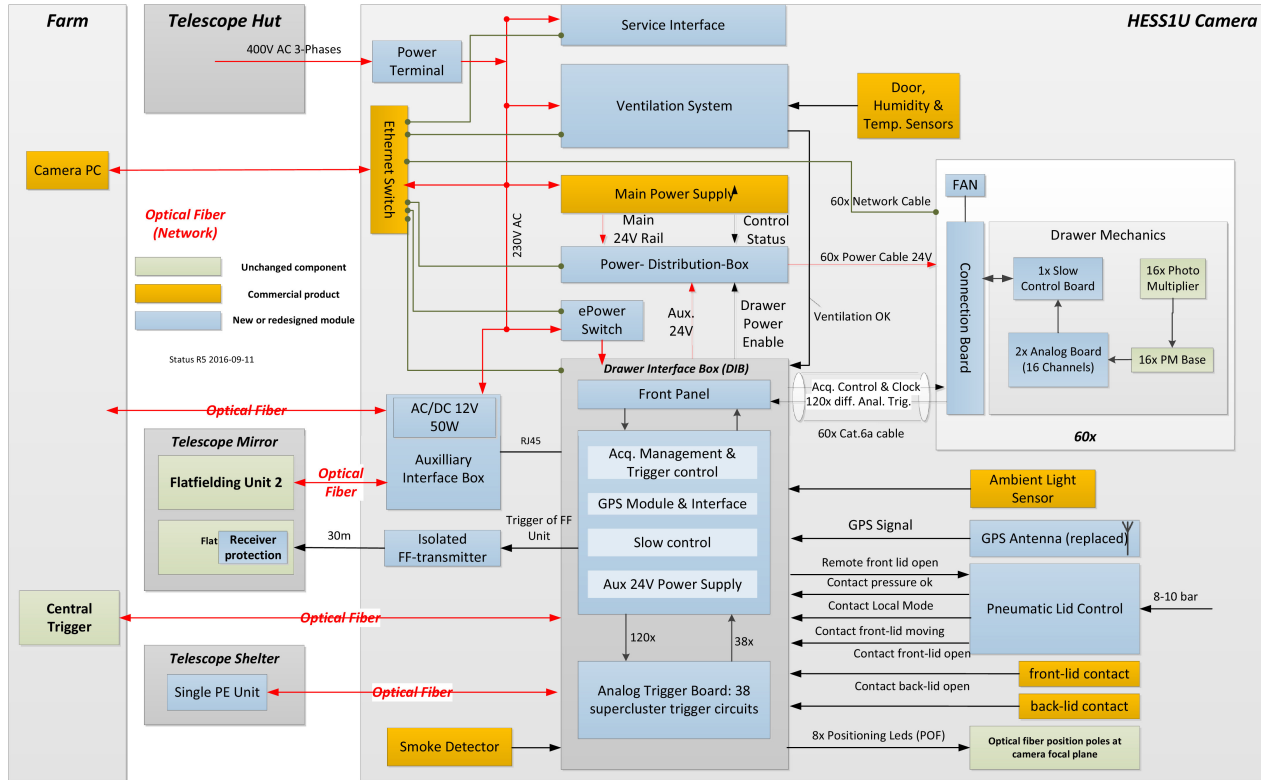 Farm
Telescope Hut
HESS1U Camera
400V AC 3-Phases
Power
Terminal
Service Interface
Ventilation System
Door,
Humidity &
Temp. Sensors
Ethernet Switch
Camera PC
Optical Fiber
(Network)
Unchanged component
Commercial product
New or redesigned module
Status R5 2016-09-11
230V AC
Main Power Supply
Main
24V Rail
Control
Status
Power- Distribution-Box
60x Network Cable
60x Power Cable 24V
FAN
Connection Board
Drawer Mechanics
1x Slow
Control Board
16x Photo
Multiplier
2x Analog Board
(16 Channels)
16x PM Base
60x
ePower
Switch
Aux.
24V
Drawer
Power
Enable
Ventilation OK
Drawer Interface Box (DIB)
Front Panel
Acq. Control & Clock
120x diff. Anal. Trig.
60x Cat.6a cable
Optical Fiber
AC/DC 12V
50W
Auxilliary
Interface Box
RJ45
Telescope Mirror
Flatfielding Unit 2
Optical
Fiber
Flat
Receiver
protection
30m
Isolated
FF-transmitter
Trigger of FF
Unit
Acq. Management &
Trigger control
GPS Module & Interface
Slow control
Aux 24V Power Supply
Ambient Light
Sensor
GPS Signal
GPS Antenna (replaced)
Remote front lid open
Contact pressure ok
Contact Local Mode
Contact front-lid moving
Contact front-lid open
Pneumatic Lid Control
8-10 bar
Central
Trigger
Optical Fiber
120x
38x
Telescope Shelter
Single PE Unit
Optical Fiber
Analog Trigger Board: 38
supercluster trigger circuits
front-lid contact
Contact back-lid open
back-lid contact
Smoke Detector
8x Positioning Leds (POF)
Optical fiber position poles at
camera focal plane